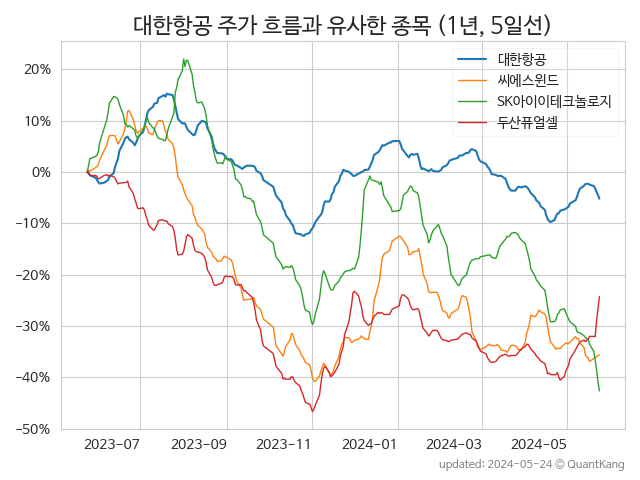 대한항공 주가 흐름과 유사한 종목 (1년, 5일선)
대한항공
씨에스윈드
SK아이이테크놀로지
두산퓨얼셀
20%
10%
0%
−10%
−20%
−30%
−40%
−50%
2023-07 2023-09 2023-11 2024-01 2024-03 2024-05
updated: 2024-05-24 © QuantKang